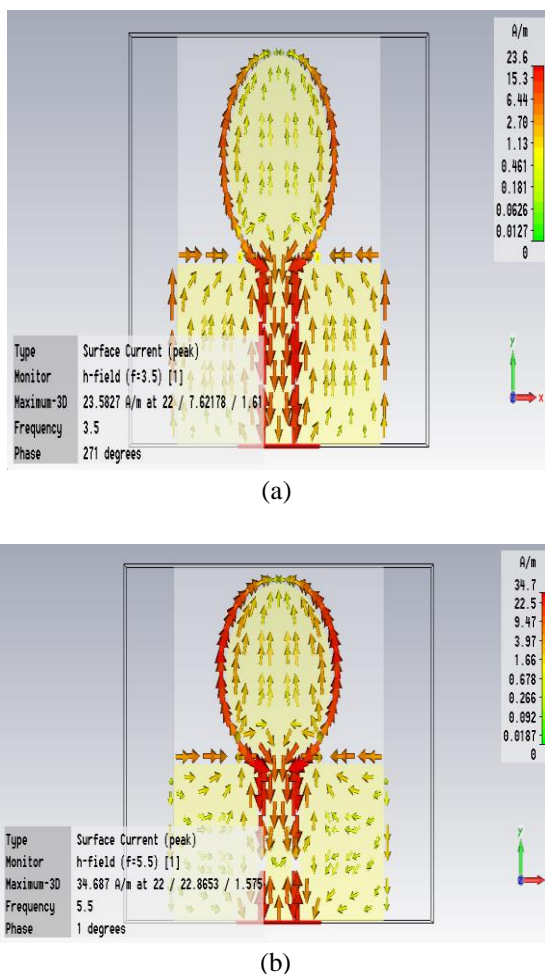 A/m
23.6
15.3
6.44
2.70
1.13
0.461
0.181
0.0626
0.0127
0
Type Surface Current (peak)
Monitor h-field (f=3.5) [1]
Maximum-3D 23.5827 A/m at 22 / 7.62178 / 1.61
Frequency 3.5
Phase 271 degrees
y
x
(a)
A/m
34.7
22.5
9.47
3.97
1.66
0.678
0.266
0.092
0.0187
0
Type Surface Current (peak)
Monitor h-field (f=5.5) [1]
Maximum-3D 34.687 A/m at 22 / 22.8653 / 1.575
Frequency 5.5
Phase 1 degrees
y
(b)